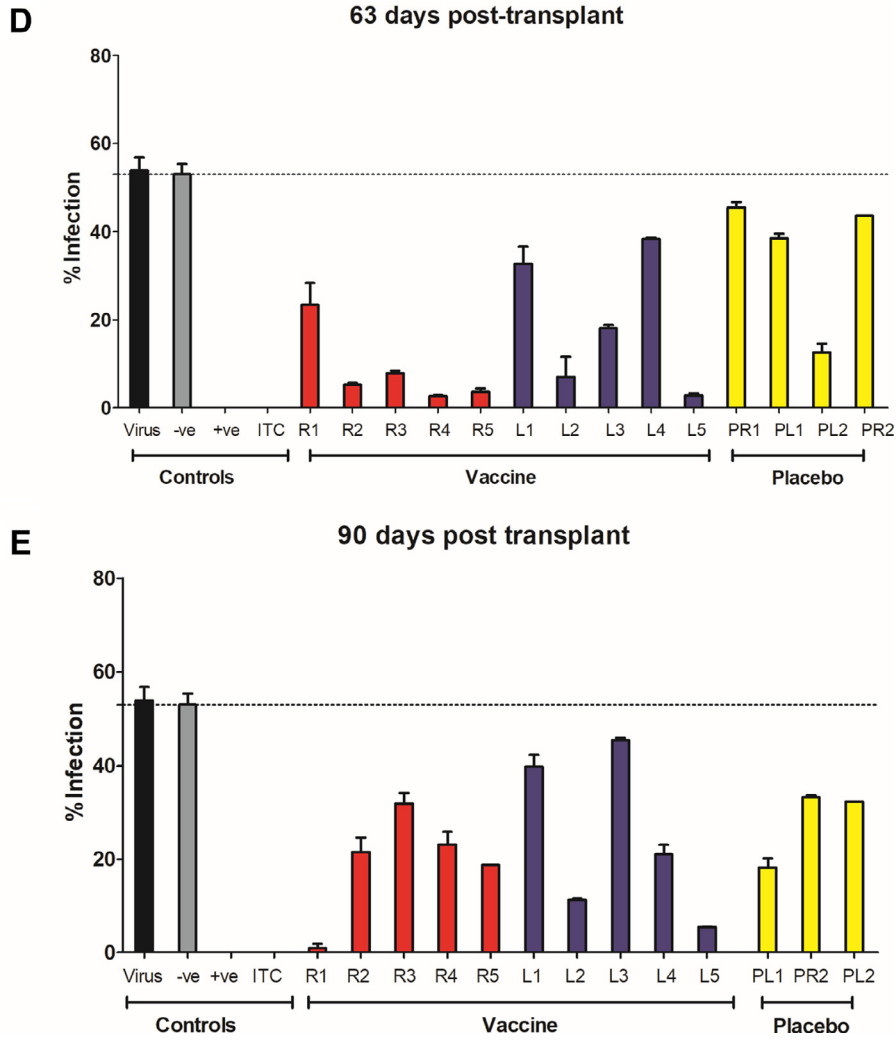 D
63 days post-transplant
80
60
40
20
0
% Infection
Virus -ve +ve ITC R1 R2 R3 R4 R5 L1 L2 L3 L4 L5 PR1 PL1 PL2 PR2
Controls Vaccine Placebo
E
90 days post transplant
80
60
40
20
0
% Infection
Virus -ve +ve ITC R1 R2 R3 R4 R5 L1 L2 L3 L4 L5 PL1 PR2 PL2
Controls Vaccine Placebo